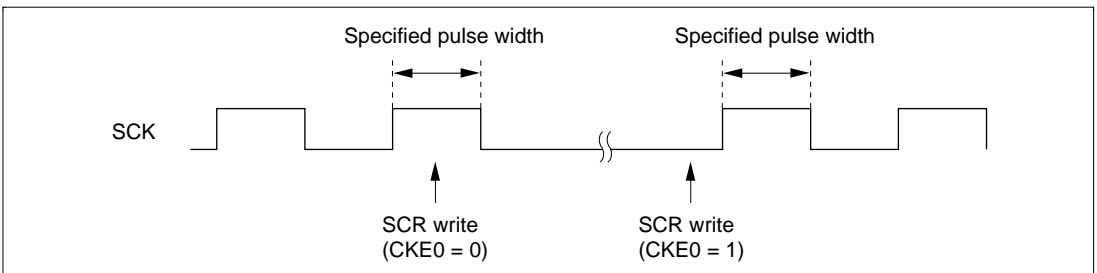 Specified pulse width
Specified pulse width
SCK
SCR write
(CKE0 = 0)
SCR write
(CKE0 = 1)